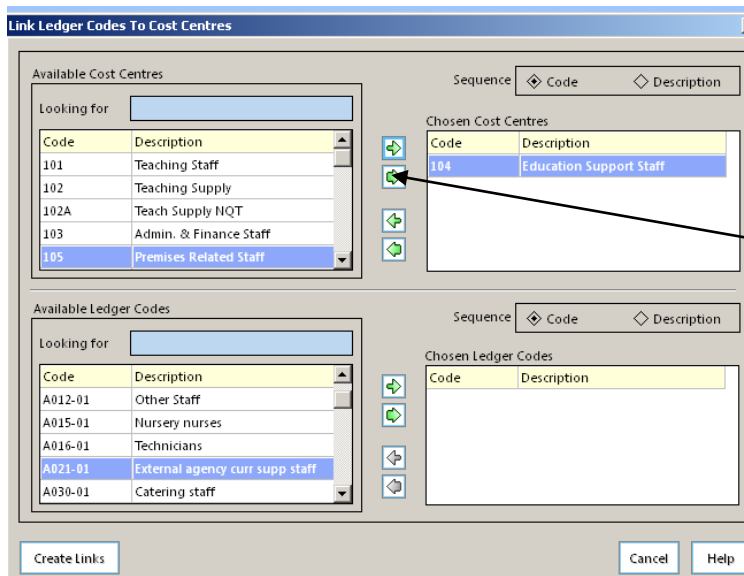 Link Ledger Codes To Cost Centres
Available Cost Centres
Sequence Code Description
Looking for
Chosen Cost Centres
Code Description
Code Description
101 Teaching Staff
104 Education Support Staff
102 Teaching Supply
102A Teach Supply NQT
103 Admin. & Finance Staff
105 Premises Related Staff
Available Ledger Codes
Sequence Code Description
Looking for
Chosen Ledger Codes
Code Description
Code Description
A012-01 Other Staff
A015-01 Nursery nurses
A016-01 Technicians
A021-01 External agency curr supp staff
A030-01 Catering staff
Create Links
Cancel
Help